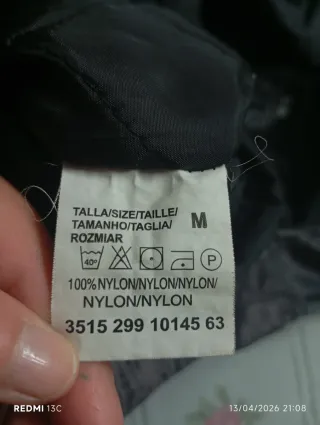 TALLA/SIZE/TAILLE/
TAMANHO/TAGLIA/ M
ROZMIAR
40° P
100%NYLON/NYLON/NYLON/
NYLON/NYLON
3515 299 10145 63
REDMI 13C 13/04/2026 21:08